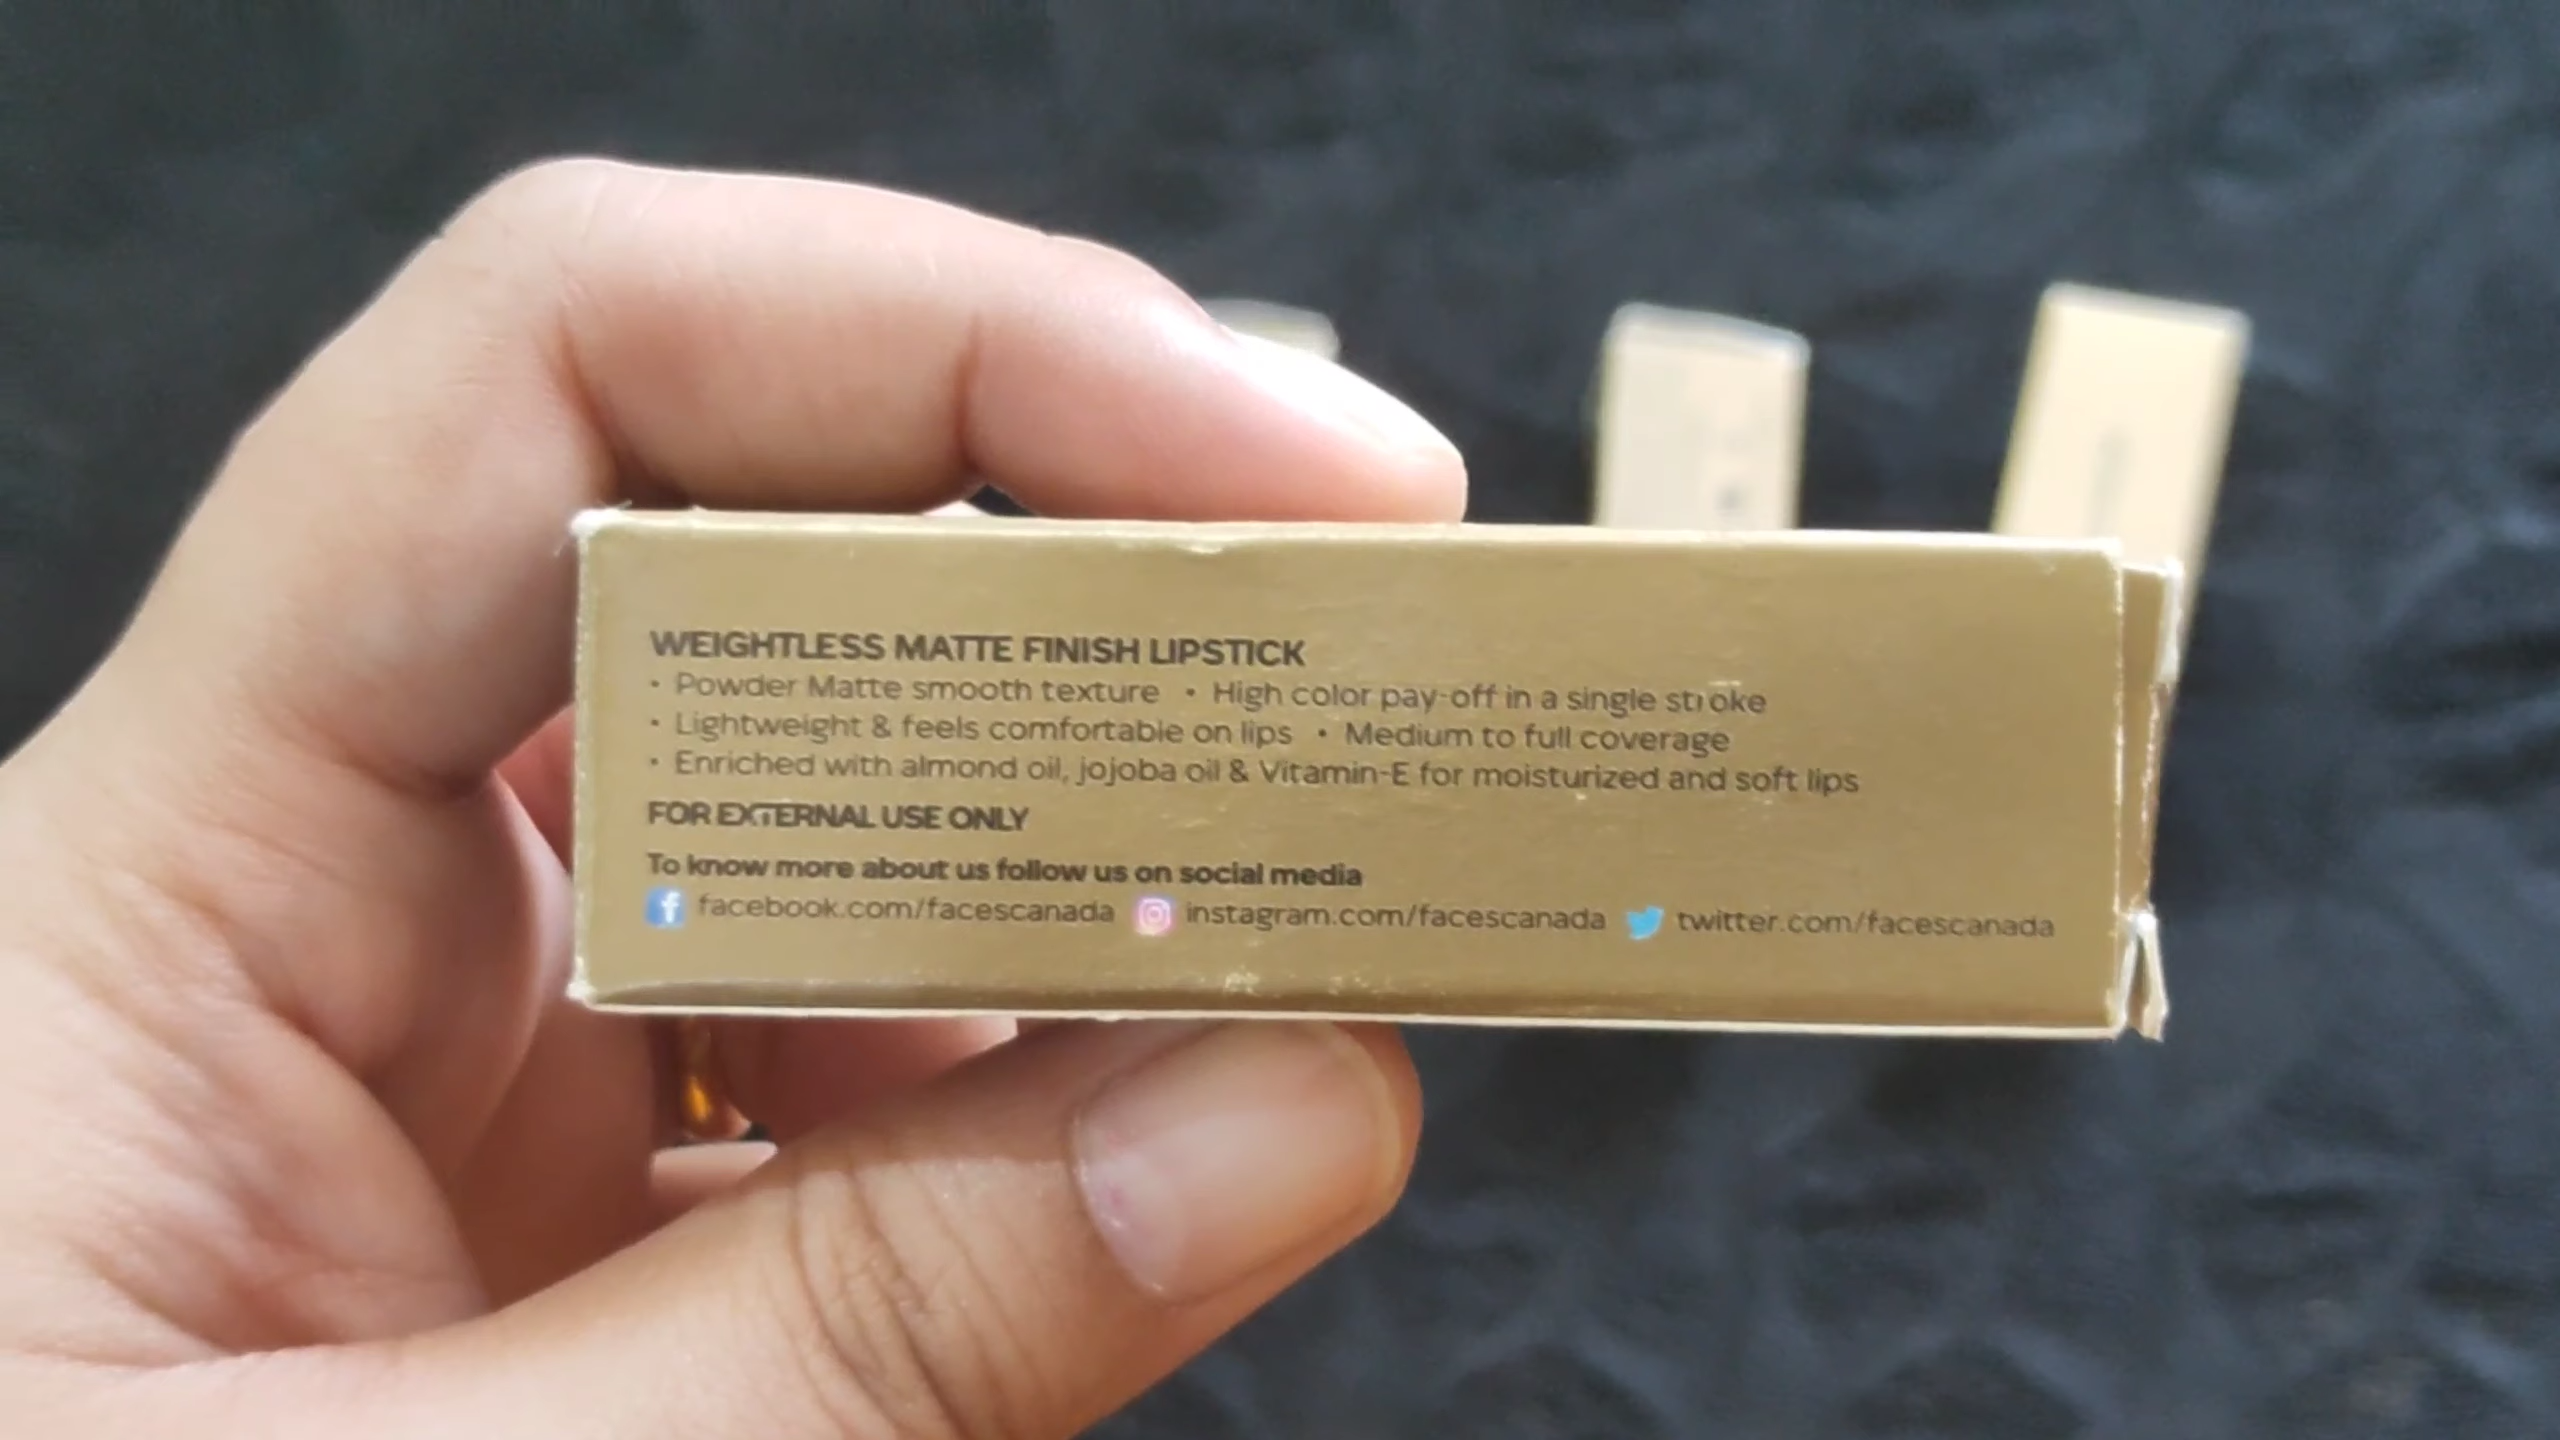 WEIGHTLESS MATTE FINISH LIPSTICK
• Powder Matte smooth texture • High color pay-off in a single stroke
• Lightweight & feels comfortable on lips • Medium to full coverage
• Enriched with almond oil, jojoba oil & Vitamin-E for moisturized and soft lips
FOR EXTERNAL USE ONLY
To know more about us follow us on social media
facebook.com/facescanada instagram.com/facescanada twitter.com/facescanada